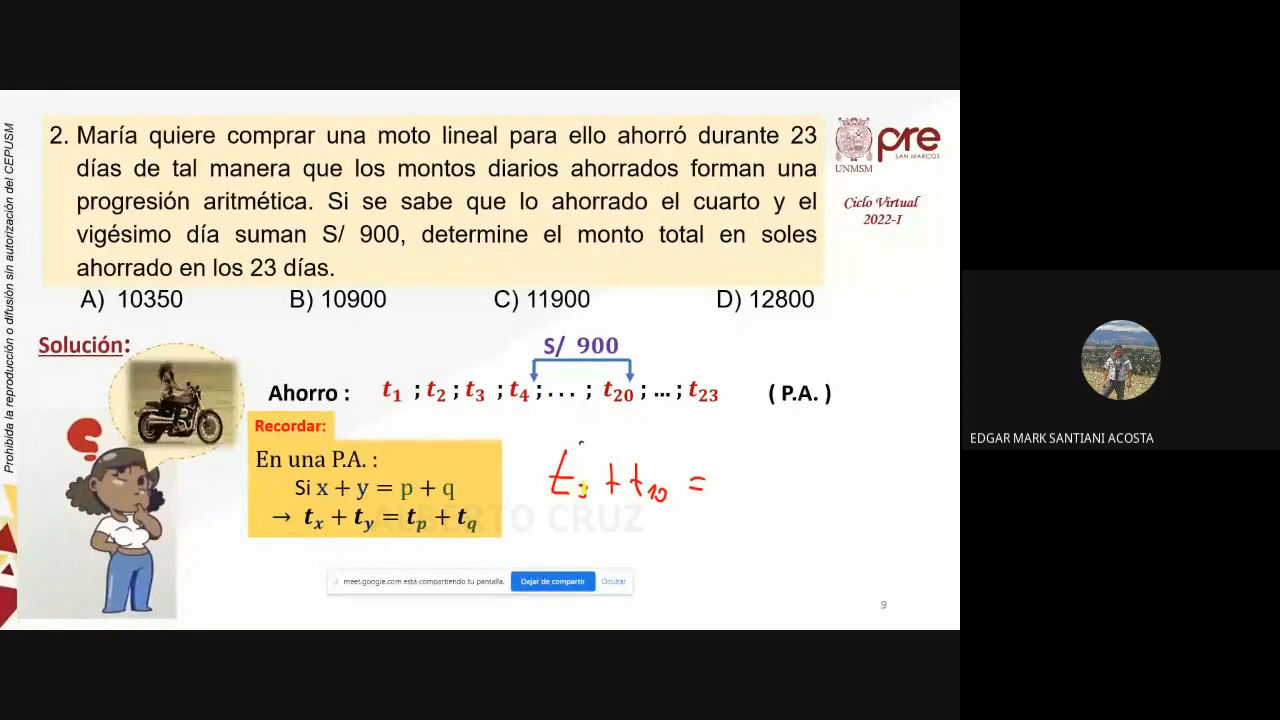 2. María quiere comprar una moto lineal para ello ahorró durante 23
días de tal manera que los montos diarios ahorrados forman una
progresión aritmética. Si se sabe que lo ahorrado el cuarto y el
vigésimo día suman S/ 900, determine el monto total en soles
ahorrado en los 23 días.
A) 10350 B) 10900 C) 11900 D) 12800
Prohibida la reproducción o difusión sin autorización del CEPUSM
UNMSM
pre
SAN MARCOS
Ciclo Virtual
2022-I
Solución:
S/ 900
Ahorro : t₁ ; t₂ ; t₃ ; t₄ ; . . . ; t₂₀ ; ... ; t₂₃ ( P.A. )
Recordar:
En una P.A. :
Si x + y = p + q
→ tₓ + t_y = t_p + t_q
t + t₁₀ =
ALBERTO CRUZ
meet.google.com está compartiendo tu pantalla. Dejar de compartir Ocultar
9
EDGAR MARK SANTIANI ACOSTA